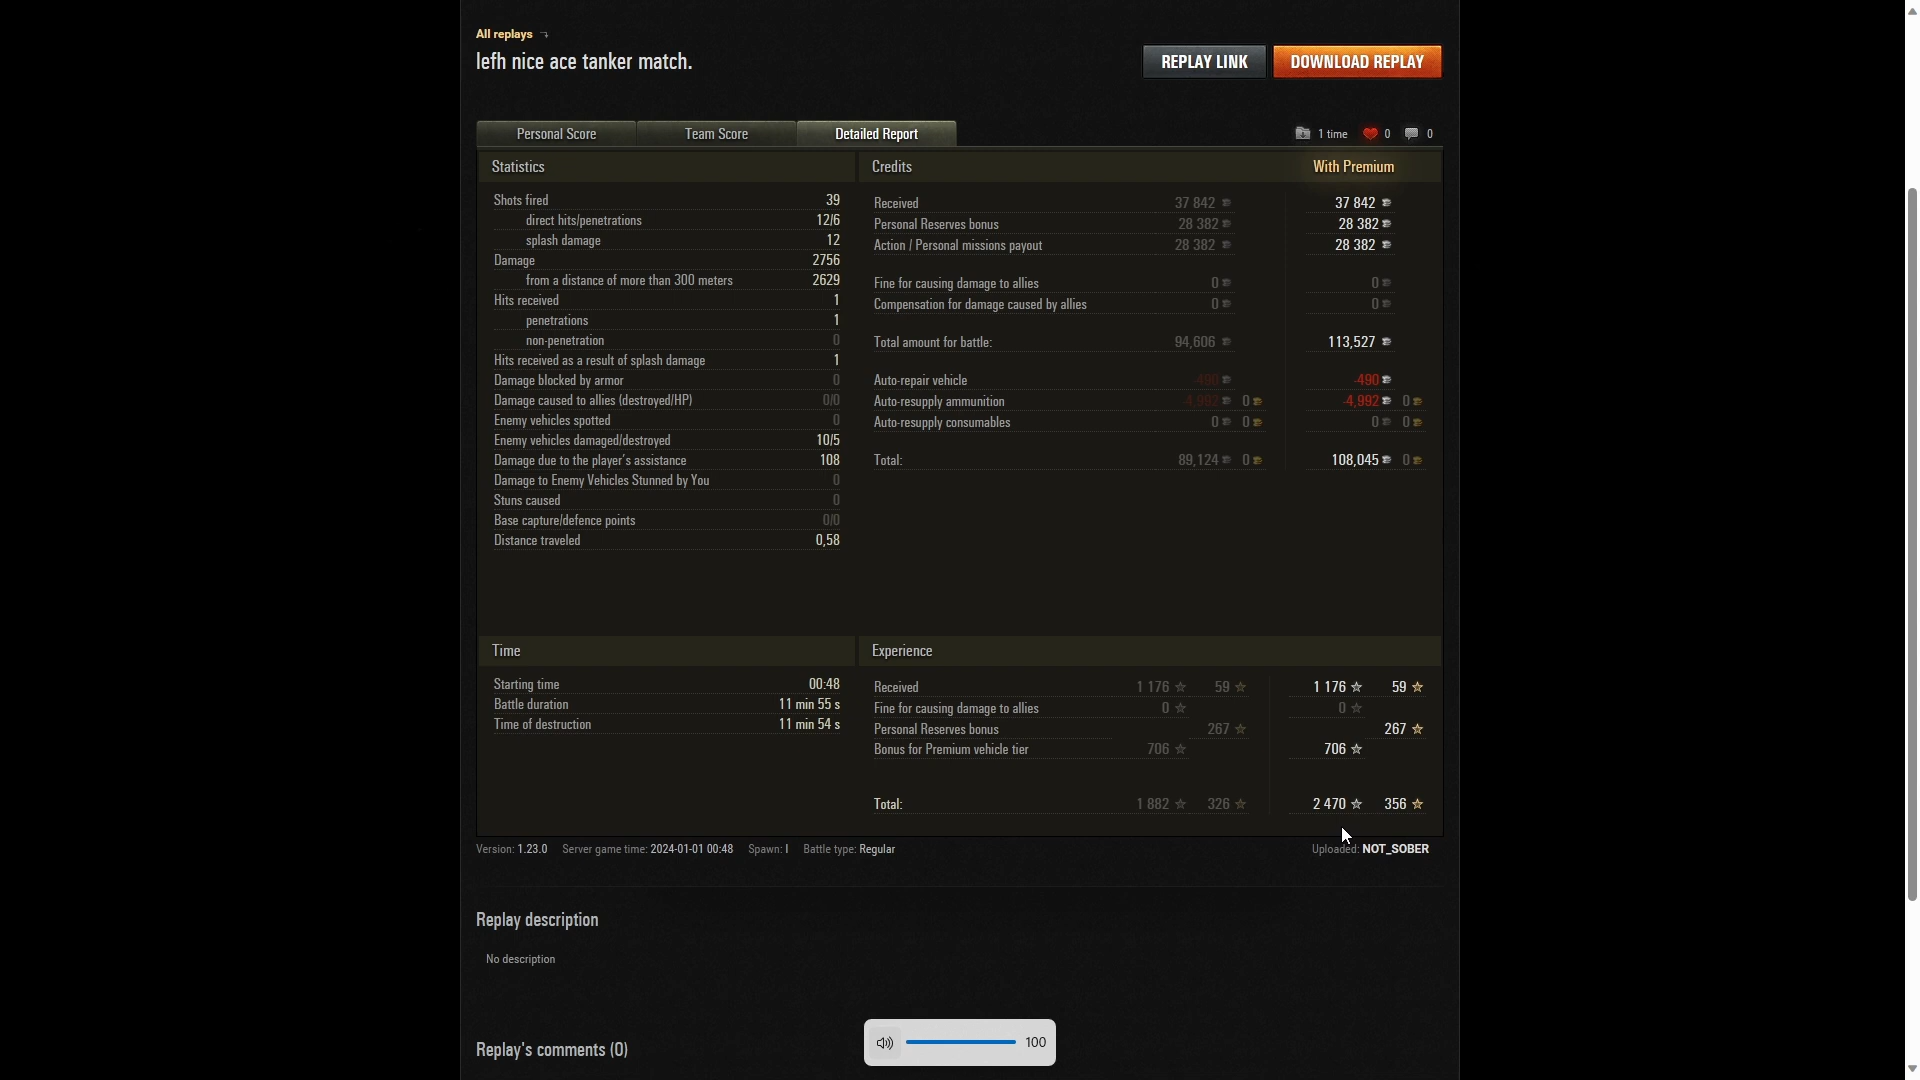 All replays
lefh nice ace tanker match.
REPLAY LINK
DOWNLOAD REPLAY
Personal Score
Team Score
Detailed Report
1 time 0 0
Statistics
Shots fired 39
direct hits/penetrations 12/6
splash damage 12
Damage 2756
from a distance of more than 300 meters 2629
Hits received 1
penetrations 1
non-penetration 0
Hits received as a result of splash damage 1
Damage blocked by armor 0
Damage caused to allies (destroyed/HP) 0/0
Enemy vehicles spotted 0
Enemy vehicles damaged/destroyed 10/5
Damage due to the player's assistance 108
Damage to Enemy Vehicles Stunned by You 0
Stuns caused 0
Base capture/defence points 0/0
Distance traveled 0,58
Credits With Premium
Received 37 842 37 842
Personal Reserves bonus 28 382 28 382
Action / Personal missions payout 28 382 28 382
Fine for causing damage to allies 0 0
Compensation for damage caused by allies 0 0
Total amount for battle: 94,606 113,527
Auto-repair vehicle -490 -490
Auto-resupply ammunition -4,992 0 -4,992 0
Auto-resupply consumables 0 0 0 0
Total: 89,124 0 108,045 0
Time
Starting time 00:48
Battle duration 11 min 55 s
Time of destruction 11 min 54 s
Experience
Received 1 176 59 1 176 59
Fine for causing damage to allies 0 0
Personal Reserves bonus 267 267
Bonus for Premium vehicle tier 706 706
Total: 1 882 326 2 470 356
Version: 1.23.0 Server game time: 2024-01-01 00:48 Spawn: I Battle type: Regular Uploaded: NOT_SOBER
Replay description
No description
Replay's comments (0)
100